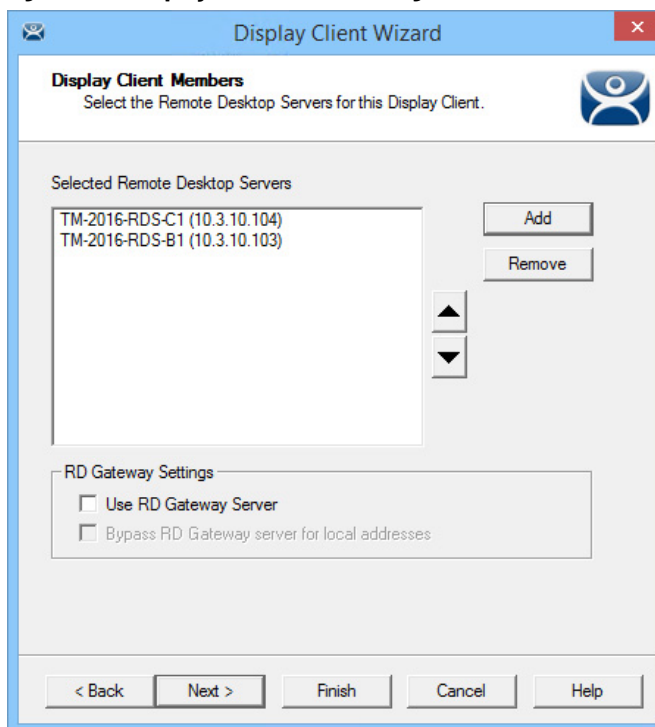 Display Client Wizard
Display Client Members
Select the Remote Desktop Servers for this Display Client.
Selected Remote Desktop Servers
TM-2016-RDS-C1 (10.3.10.104)
TM-2016-RDS-B1 (10.3.10.103)
Add
Remove
RD Gateway Settings
Use RD Gateway Server
Bypass RD Gateway server for local addresses
< Back
Next >
Finish
Cancel
Help